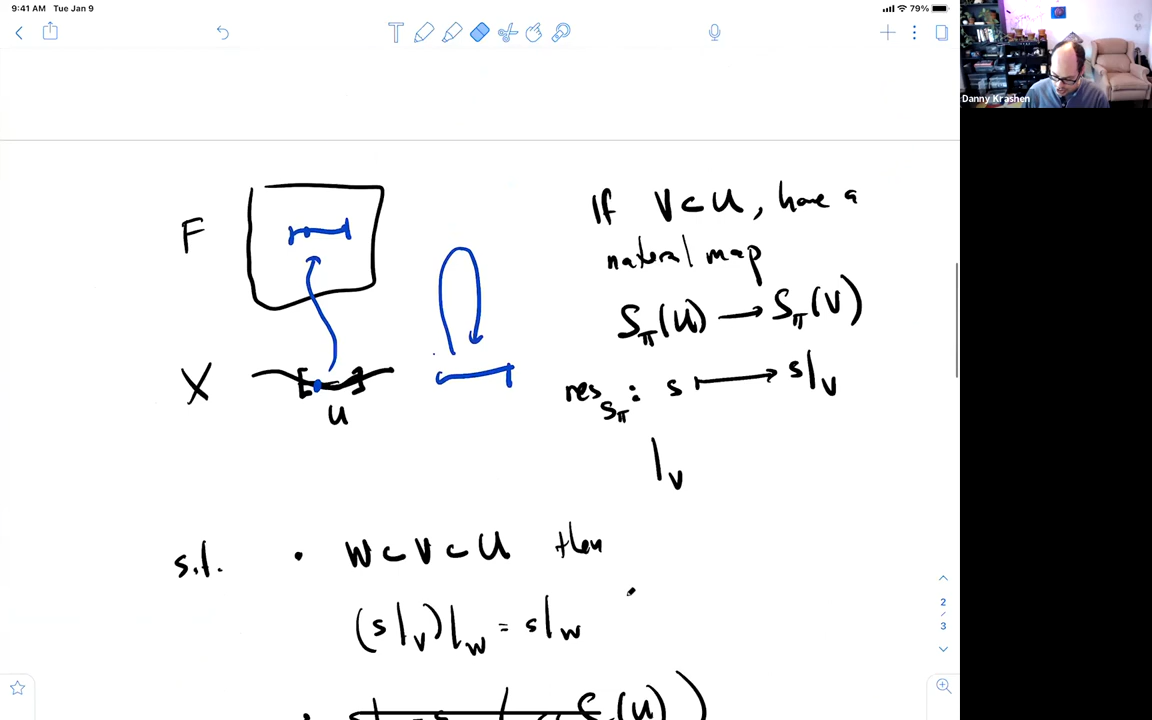 9:41 AM Tue Jan 9
79%
Danny Krashen
If V ⊂ U, have a
natural map
S_π(U) → S_π(V)
res_{S_π} : s ↦ s|_V
|_V
F
X
U
s.t. • W ⊂ V ⊂ U then
(s|_V)|_W = s|_W
2
/
3
S_π(U))